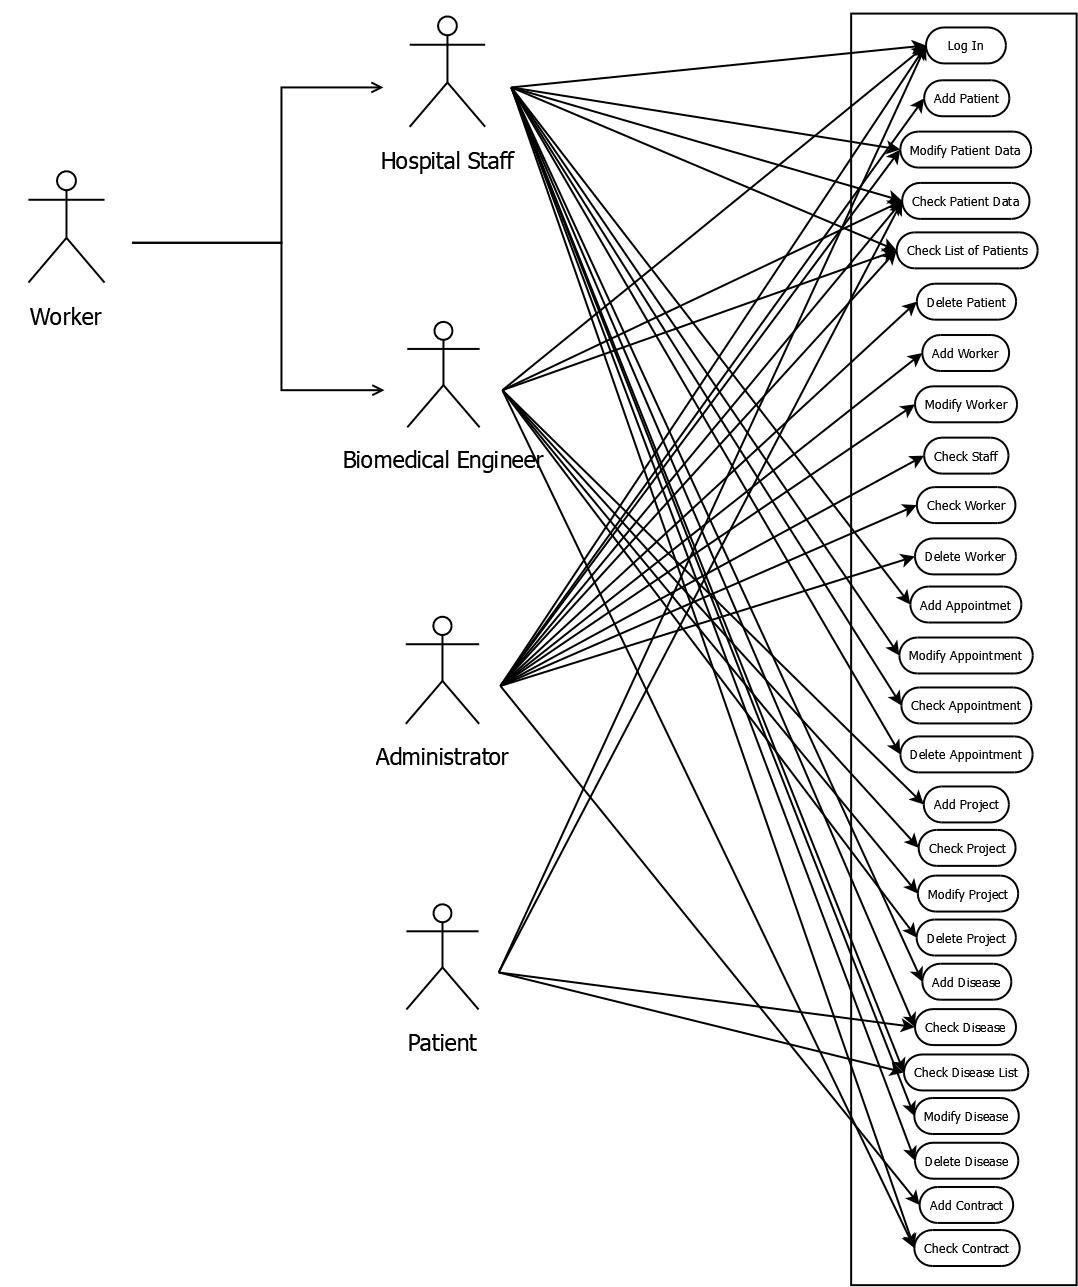 Log In
Add Patient
Modify Patient Data
Hospital Staff
Check Patient Data
Check List of Patients
Delete Patient
Worker
Add Worker
Modify Worker
Check Staff
Biomedical Engineer
Check Worker
Delete Worker
Add Appointmet
Modify Appointment
Check Appointment
Delete Appointment
Administrator
Add Project
Check Project
Modify Project
Delete Project
Add Disease
Check Disease
Patient
Check Disease List
Modify Disease
Delete Disease
Add Contract
Check Contract